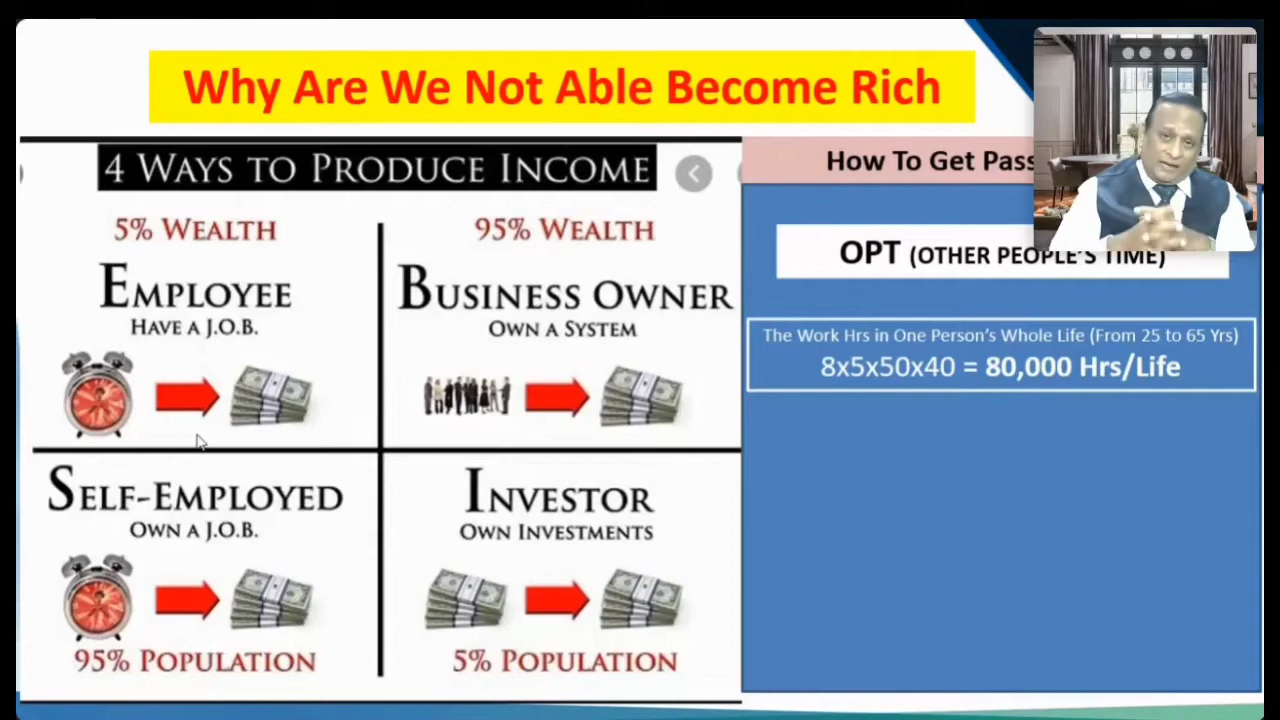 Why Are We Not Able Become Rich
4 WAYS TO PRODUCE INCOME
5% WEALTH
95% WEALTH
EMPLOYEE
HAVE A J.O.B.
BUSINESS OWNER
OWN A SYSTEM
SELF-EMPLOYED
OWN A J.O.B.
INVESTOR
OWN INVESTMENTS
95% POPULATION
5% POPULATION
How To Get
OPT (OTHER PEOPLE'S TIME)
The Work Hrs in One Person's Whole Life (From 25 to 65 Yrs)
8x5x50x40 = 80,000 Hrs/Life